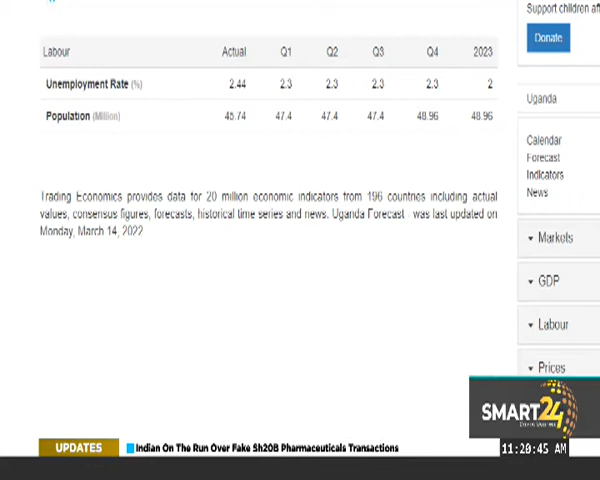 Support children af
Donate
Labour Actual Q1 Q2 Q3 Q4 2023
Unemployment Rate (%) 2.44 2.3 2.3 2.3 2.3 2
Population (Million) 45.74 47.4 47.4 47.4 48.96 48.96
Trading Economics provides data for 20 million economic indicators from 196 countries including actual
values, consensus figures, forecasts, historical time series and news. Uganda Forecast - was last updated on
Monday, March 14, 2022
Uganda
Calendar
Forecast
Indicators
News
Markets
GDP
Labour
Prices
SMART24
UPDATES Indian On The Run Over Fake Sh20B Pharmaceuticals Transactions
11:20:45 AM